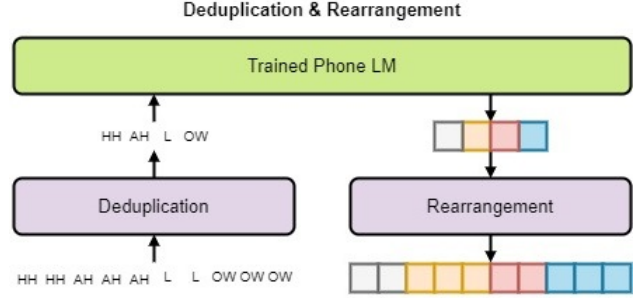 Deduplication & Rearrangement
Trained Phone LM
HH AH L OW
Deduplication
Rearrangement
HH HH AH AH AH L L OW OW OW